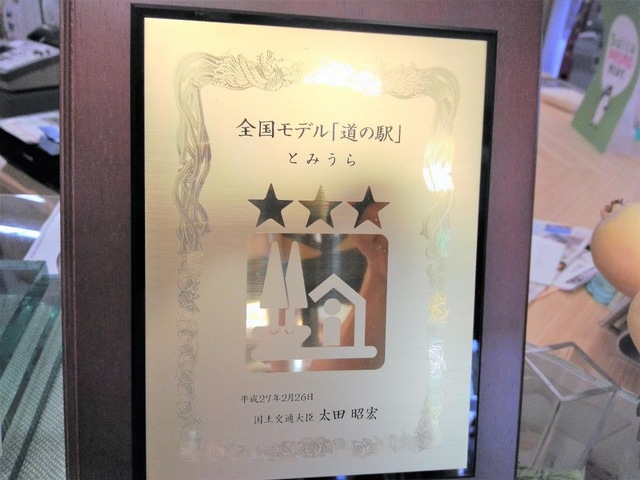 全国モデル「道の駅」
とみうら
平成27年2月26日
国土交通大臣 太田 昭宏